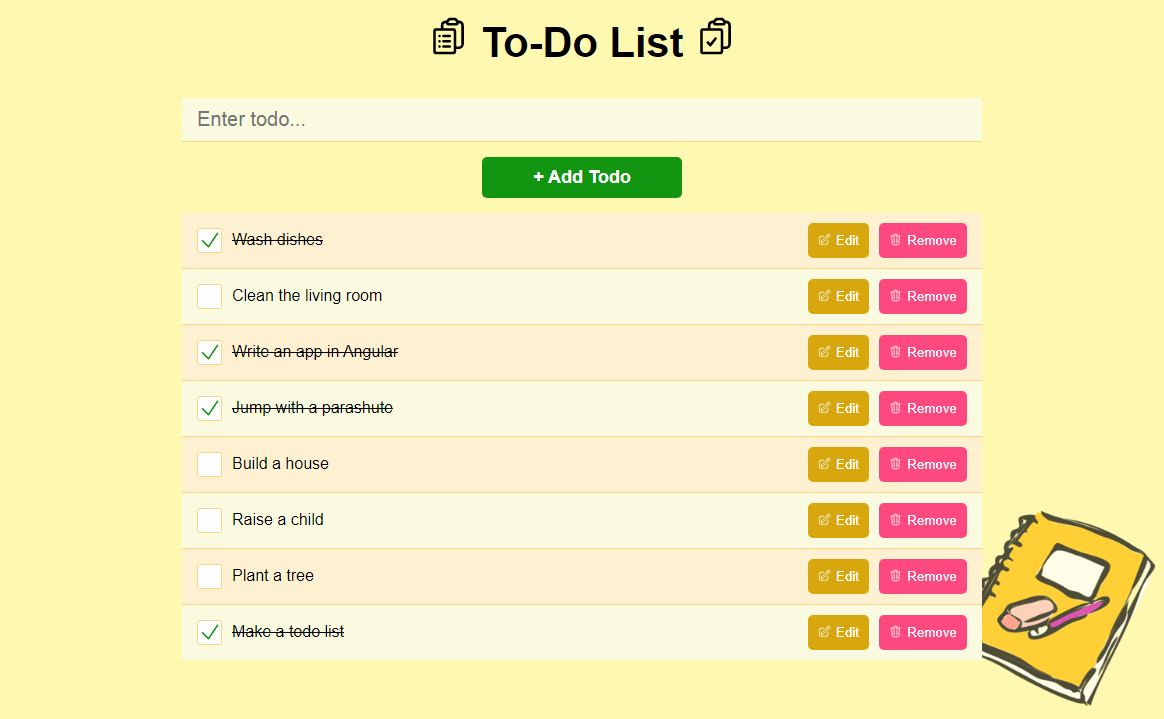 To-Do List
Enter todo...
+ Add Todo
Wash dishes Edit Remove
Clean the living room Edit Remove
Write an app in Angular Edit Remove
Jump with a parashute Edit Remove
Build a house Edit Remove
Raise a child Edit Remove
Plant a tree Edit Remove
Make a todo list Edit Remove